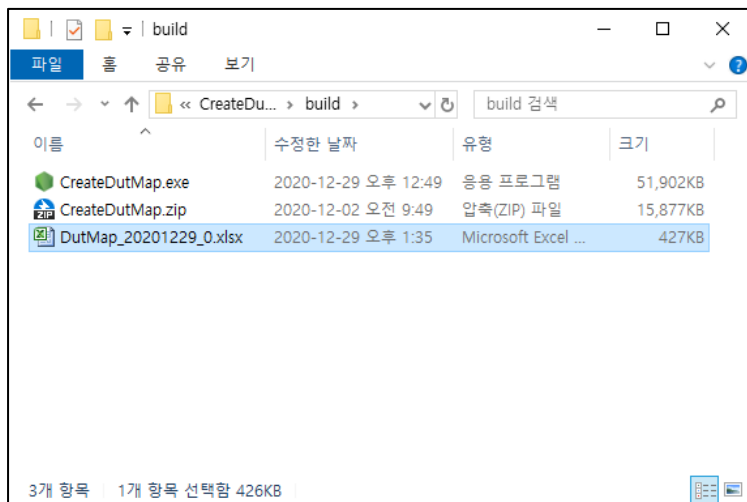 build
파일 홈 공유 보기
« CreateDu... › build › build 검색
이름 수정한 날짜 유형 크기
CreateDutMap.exe 2020-12-29 오후 12:49 응용 프로그램 51,902KB
ZIP CreateDutMap.zip 2020-12-02 오전 9:49 압축(ZIP) 파일 15,877KB
DutMap_20201229_0.xlsx 2020-12-29 오후 1:35 Microsoft Excel ... 427KB
3개 항목 1개 항목 선택함 426KB